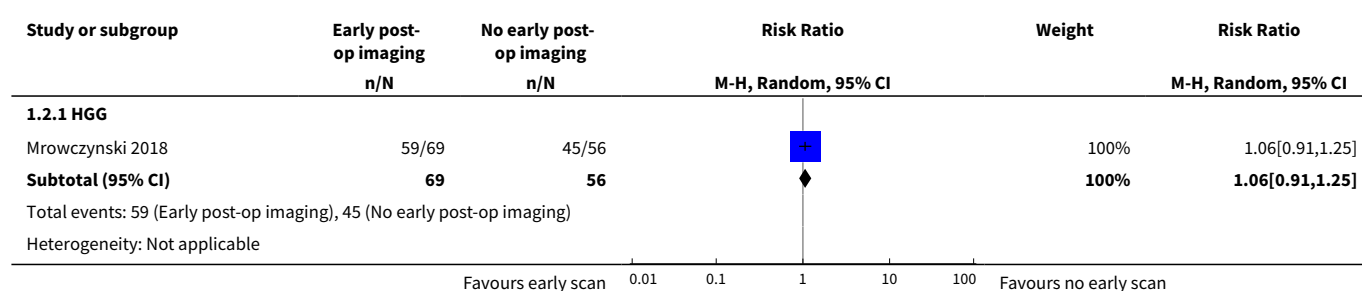 Study or subgroup Early post- No early post- Risk Ratio Weight Risk Ratio
op imaging op imaging
n/N n/N M-H, Random, 95% CI M-H, Random, 95% CI
1.2.1 HGG
Mrowczynski 2018 59/69 45/56 100% 1.06[0.91,1.25]
Subtotal (95% CI) 69 56 100% 1.06[0.91,1.25]
Total events: 59 (Early post-op imaging), 45 (No early post-op imaging)
Heterogeneity: Not applicable
Favours early scan 0.01 0.1 1 10 100 Favours no early scan